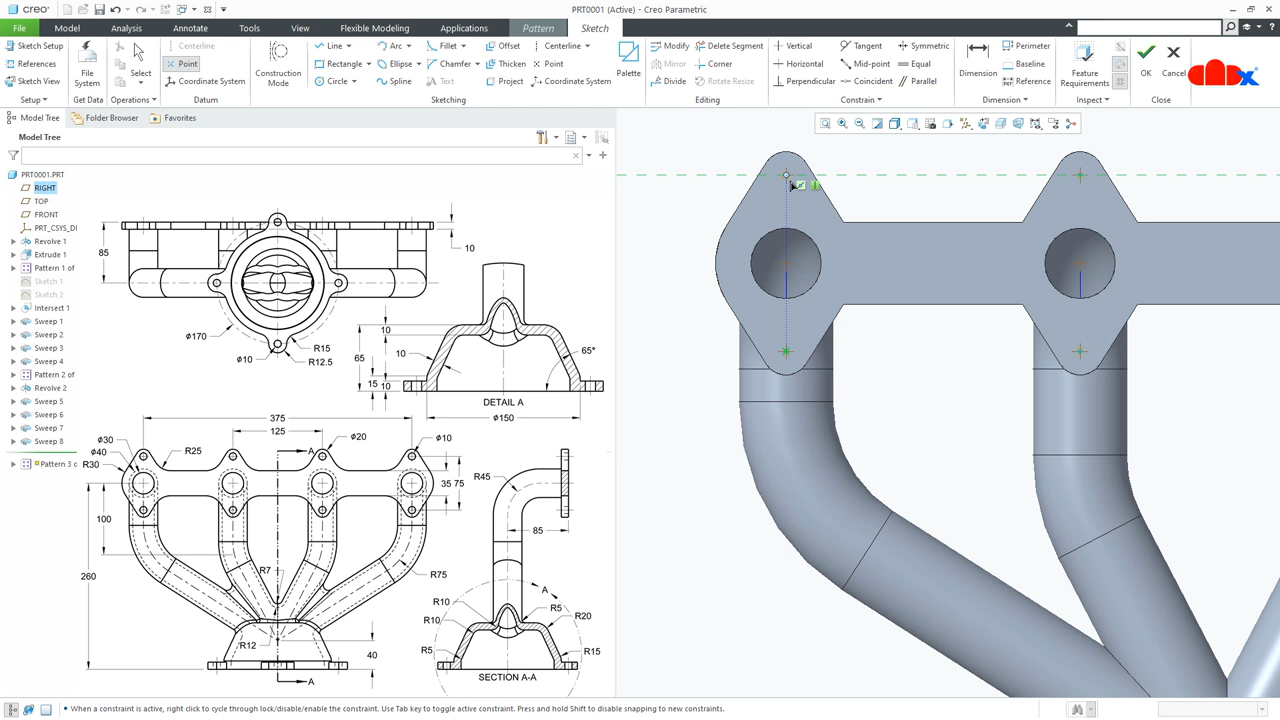 creo
PRT0001 (Active) - Creo Parametric
File Model Analysis Annotate Tools View Flexible Modeling Applications Pattern Sketch
Sketch Setup
References
Sketch View
Setup
File System
Get Data
Select
Operations
Centerline
Point
Coordinate System
Datum
Construction Mode
Line Arc Fillet Offset Centerline
Rectangle Ellipse Chamfer Thicken Point
Circle Spline Text Project Coordinate System
Sketching
Palette
Modify Delete Segment
Mirror Corner
Divide Rotate Resize
Editing
Vertical Tangent Symmetric
Horizontal Mid-point Equal
Perpendicular Coincident Parallel
Constrain
Dimension
Perimeter
Baseline
Reference
Dimension
Feature Requirements
Inspect
OK
Cancel
Close
Model Tree Folder Browser Favorites
Model Tree
PRT0001.PRT
RIGHT
TOP
FRONT
PRT_CSYS_DI
Revolve 1
Extrude 1
Pattern 1 of
Sketch 1
Sketch 2
Intersect 1
Sweep 1
Sweep 2
Sweep 3
Sweep 4
Pattern 2 of
Revolve 2
Sweep 5
Sweep 6
Sweep 7
Sweep 8
Pattern 3 c
85
10
ϕ170
ϕ10
R15
R12.5
10
65
10
15
10
65°
DETAIL A
ϕ150
375
125
ϕ30
ϕ40
R30
R25
A
ϕ20
ϕ10
35
75
100
260
R7
R75
R12
40
A
R45
85
A
R10
R10
R5
R5
R20
R15
SECTION A-A
When a constraint is active, right click to cycle through lock/disable/enable the constraint. Use Tab key to toggle active constraint. Press and hold Shift to disable snapping to new constraints.